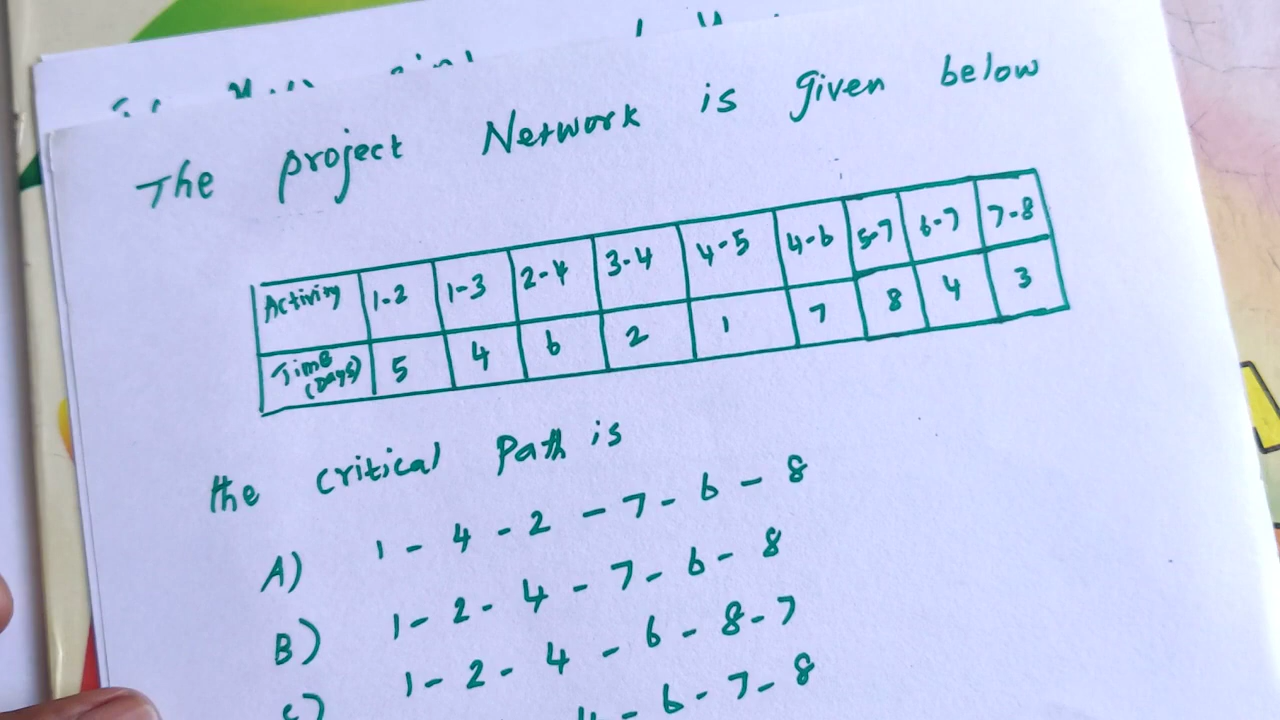 The project Network is given below
Activity 1-2 1-3 2-4 3-4 4-5 4-6 5-7 6-7 7-8
Time (Days) 5 4 6 2 1 7 8 4 3
the critical Path is
A) 1 - 4 - 2 - 7 - 6 - 8
B) 1 - 2 - 4 - 7 - 6 - 8
C) 1 - 2 - 4 - 6 - 8 - 7
4 - 6 - 7 - 8